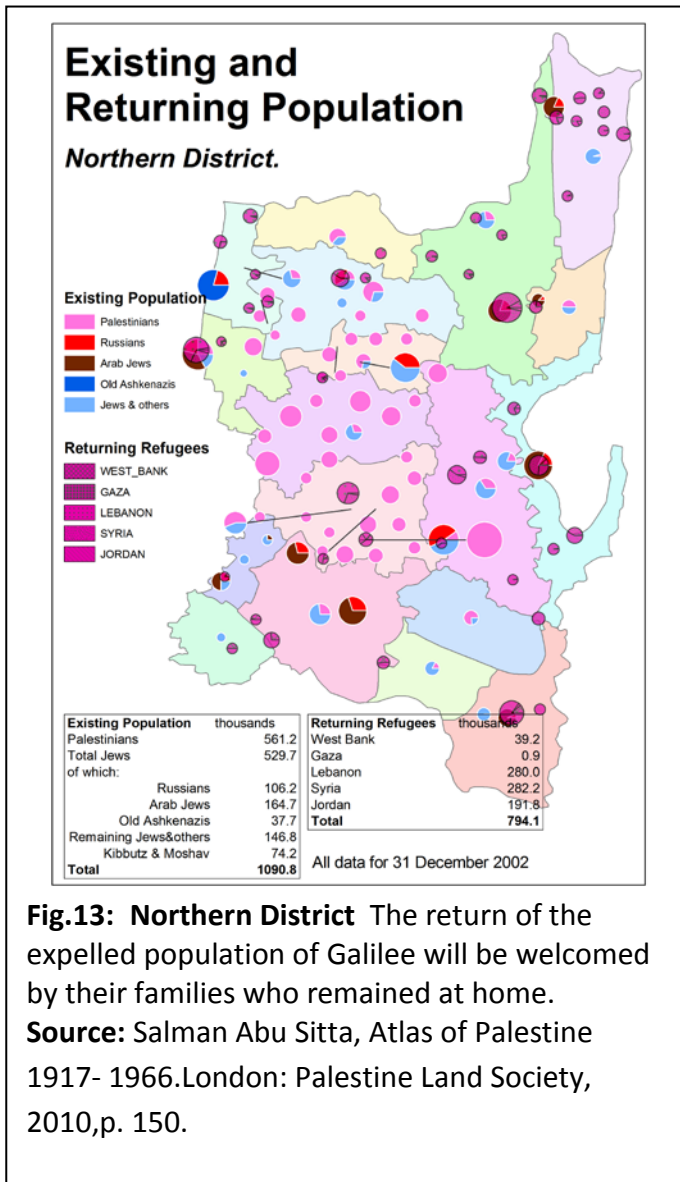 Existing and
Returning Population
Northern District.
Existing Population
Palestinians
Russians
Arab Jews
Old Ashkenazis
Jews & others
Returning Refugees
WEST_BANK
GAZA
LEBANON
SYRIA
JORDAN
Existing Population thousands
Palestinians 561.2
Total Jews 529.7
of which:
Russians 106.2
Arab Jews 164.7
Old Ashkenazis 37.7
Remaining Jews&others 146.8
Kibbutz & Moshav 74.2
Total 1090.8
Returning Refugees thousands
West Bank 39.2
Gaza 0.9
Lebanon 280.0
Syria 282.2
Jordan 191.8
Total 794.1
All data for 31 December 2002
Fig.13: Northern District The return of the
expelled population of Galilee will be welcomed
by their families who remained at home.
Source: Salman Abu Sitta, Atlas of Palestine
1917- 1966.London: Palestine Land Society,
2010,p. 150.